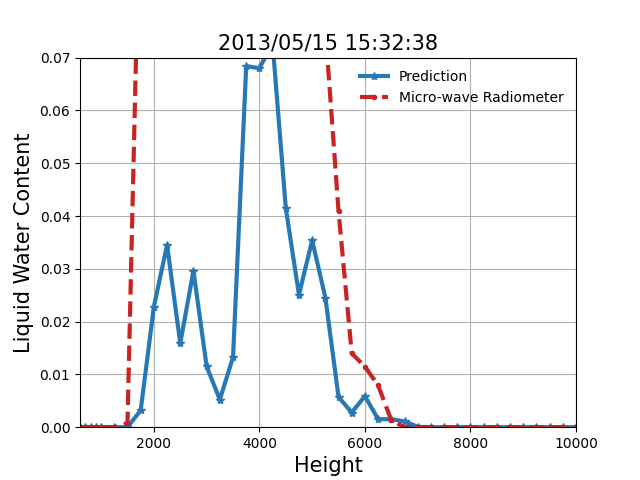 2013/05/15 15:32:38
0.07
0.06
0.05
0.04
0.03
0.02
0.01
0.00
Liquid Water Content
Prediction
Micro-wave Radiometer
2000 4000 6000 8000 10000
Height